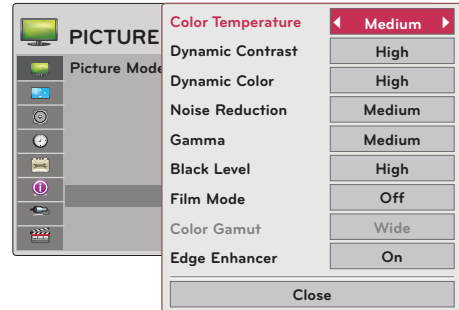 PICTURE
Picture Mode
Color Temperature Medium
Dynamic Contrast High
Dynamic Color High
Noise Reduction Medium
Gamma Medium
Black Level High
Film Mode Off
Color Gamut Wide
Edge Enhancer On
Close